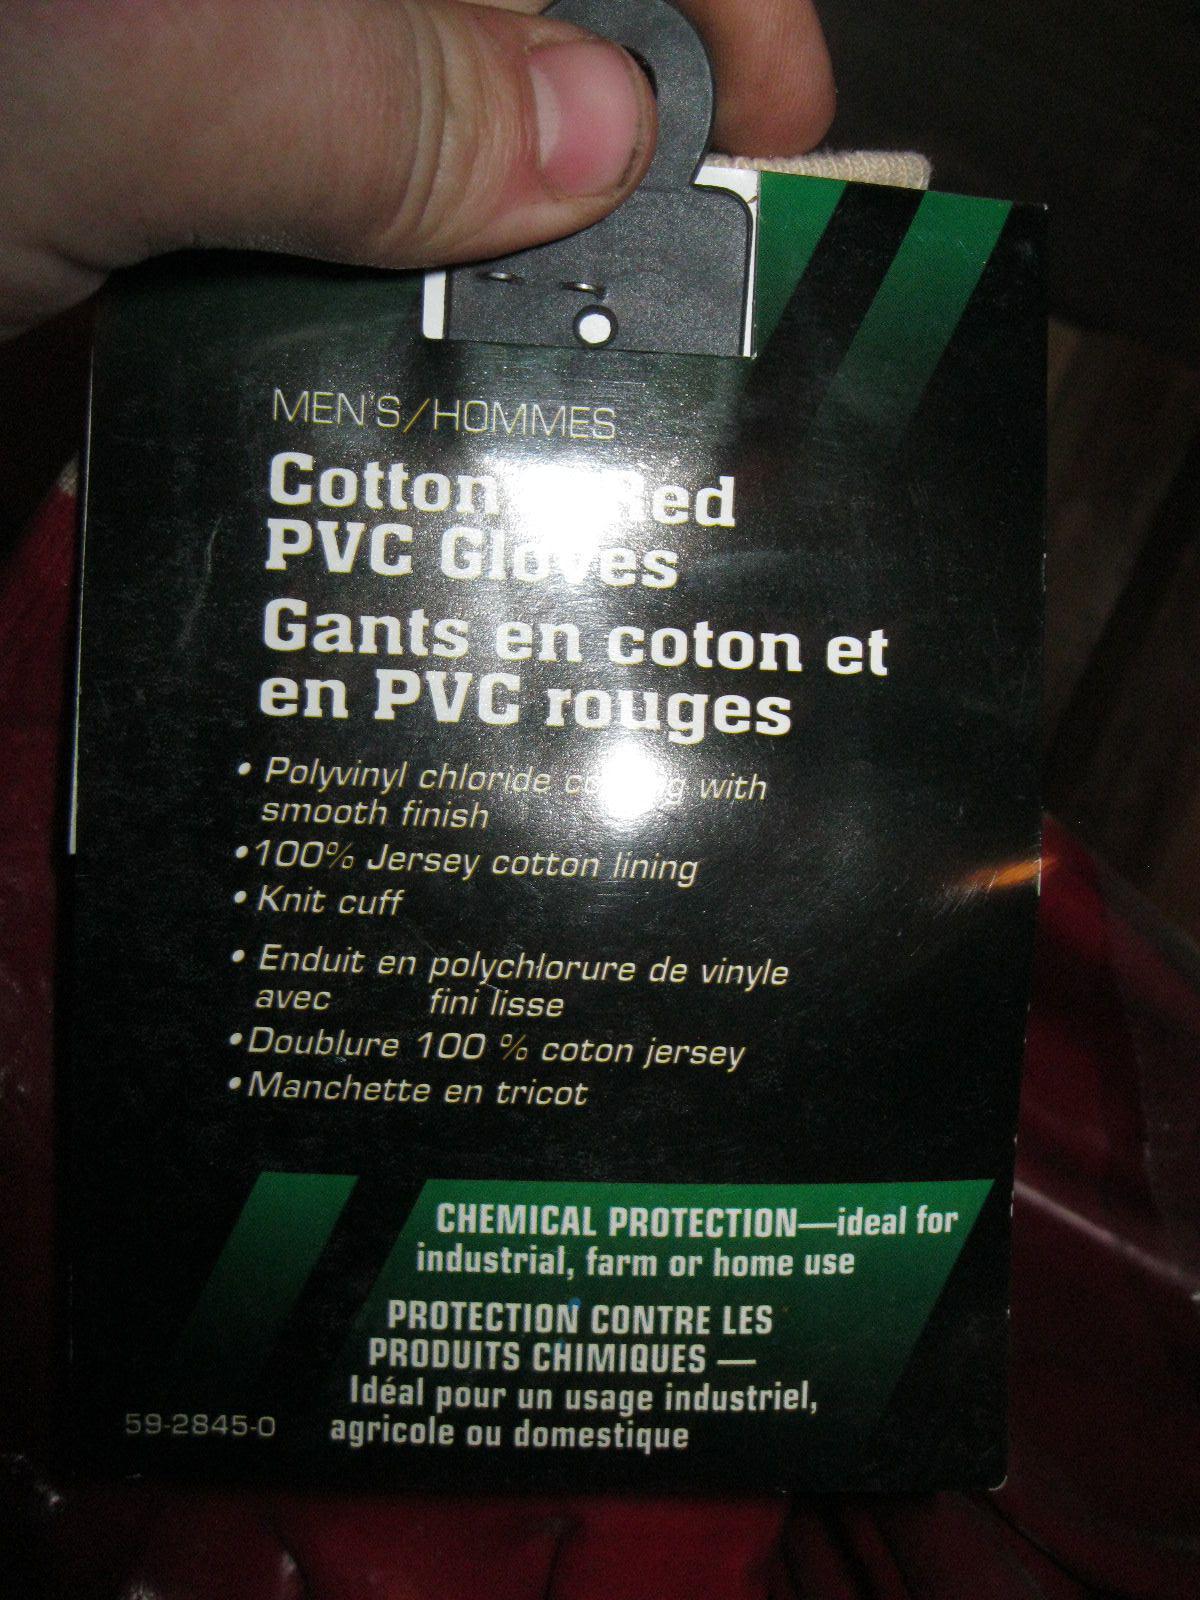 MEN'S/HOMMES
Cotton Red
PVC Gloves
Gants en coton et
en PVC rouges
• Polyvinyl chloride with
smooth finish
• 100% Jersey cotton lining
• Knit cuff
• Enduit en polychlorure de vinyle
avec fini lisse
• Doublure 100 % coton jersey
• Manchette en tricot
CHEMICAL PROTECTION—ideal for
industrial, farm or home use
PROTECTION CONTRE LES
PRODUITS CHIMIQUES —
Idéal pour un usage industriel,
agricole ou domestique
59-2845-0